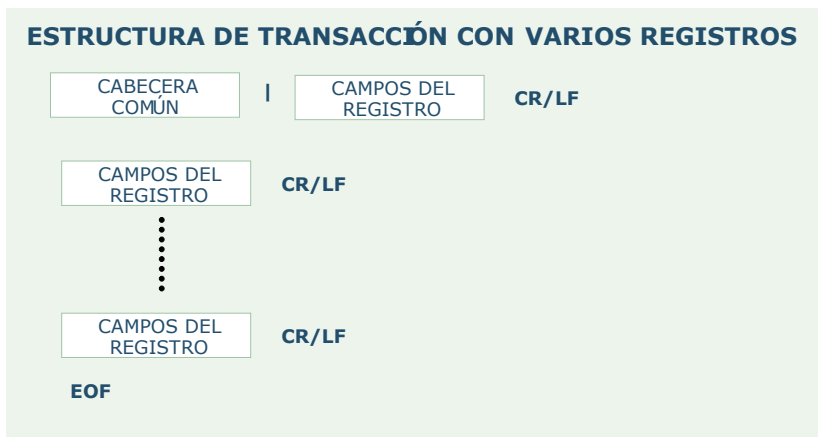 ESTRUCTURA DE TRANSACCIÓN CON VARIOS REGISTROS
CABECERA COMÚN | CAMPOS DEL REGISTRO CR/LF
CAMPOS DEL REGISTRO CR/LF
CAMPOS DEL REGISTRO CR/LF
EOF